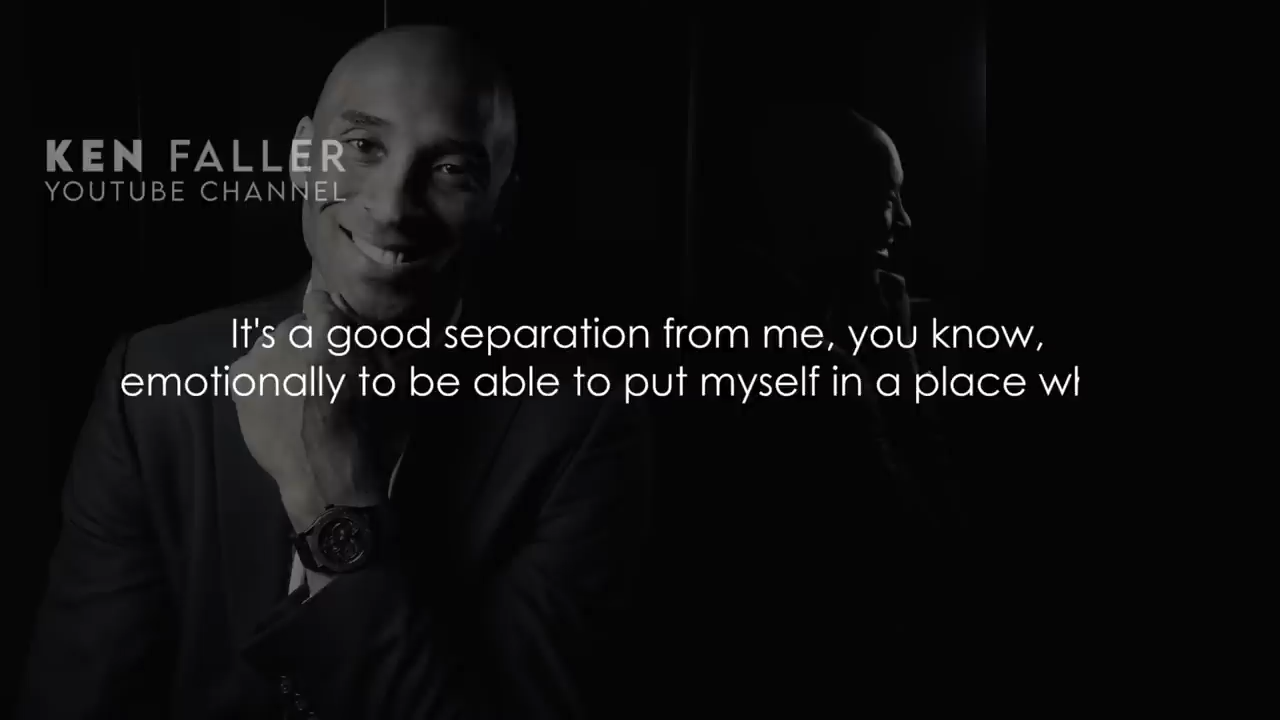 KEN FALLER
YOUTUBE CHANNEL
It's a good separation from me, you know,
emotionally to be able to put myself in a place